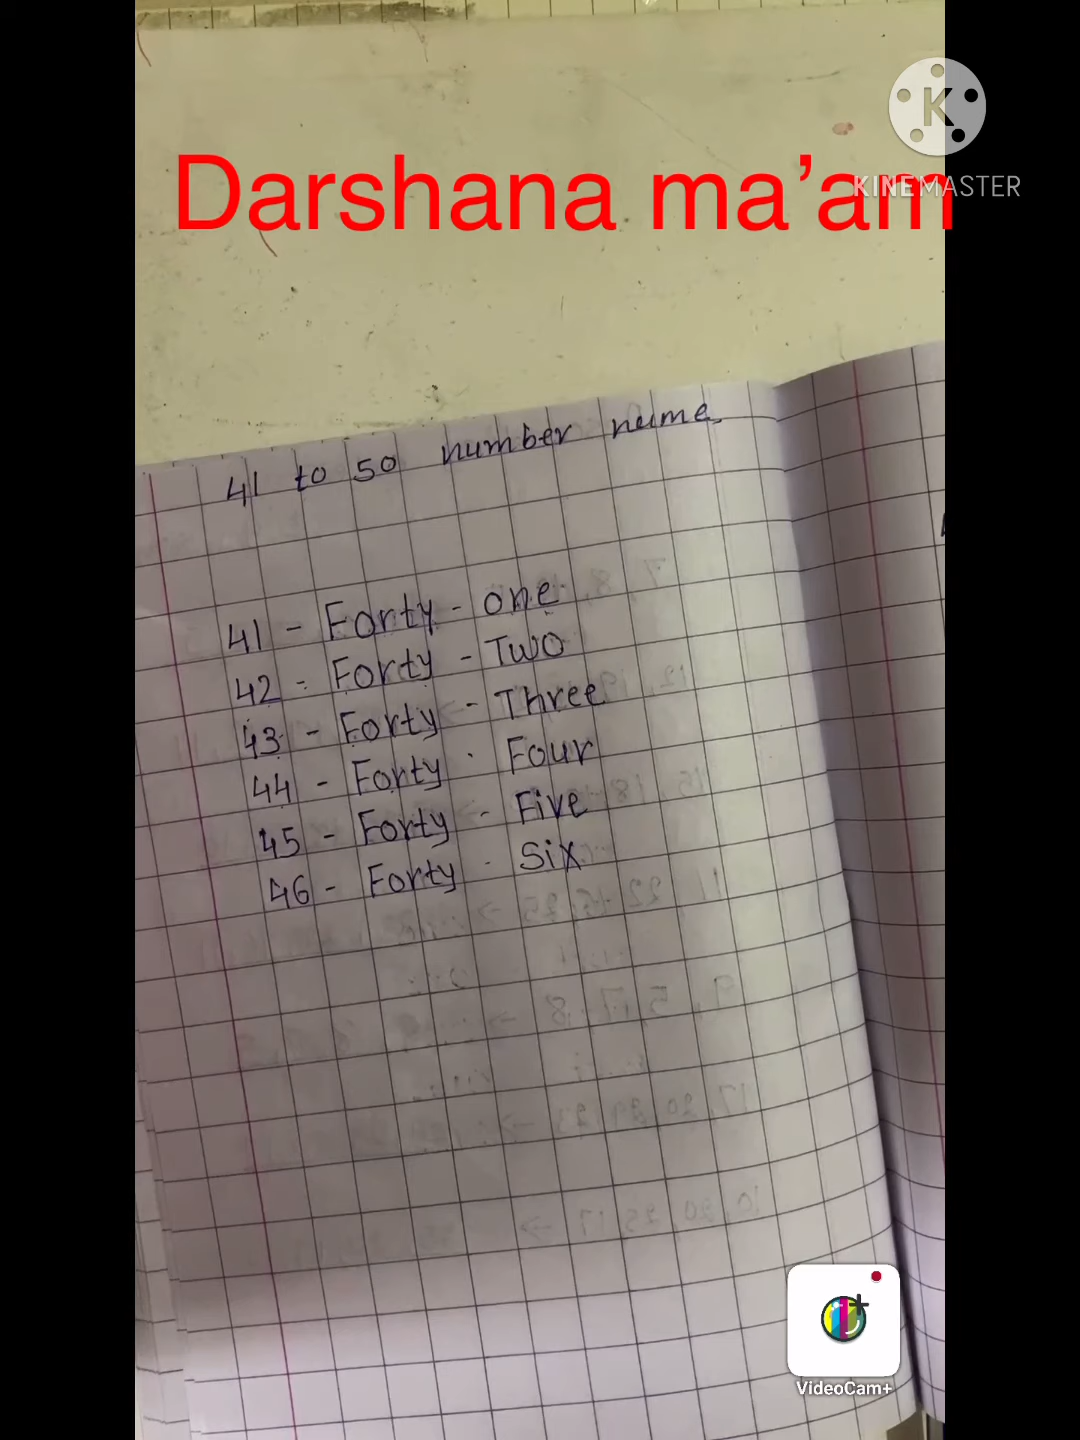 KINEMASTER
Darshana ma’am
41 to 50 number name
41 - Forty - one
42 - Forty - Two
43 - Forty - Three
44 - Forty - Four
45 - Forty - Five
46 - Forty - Six
VideoCam+